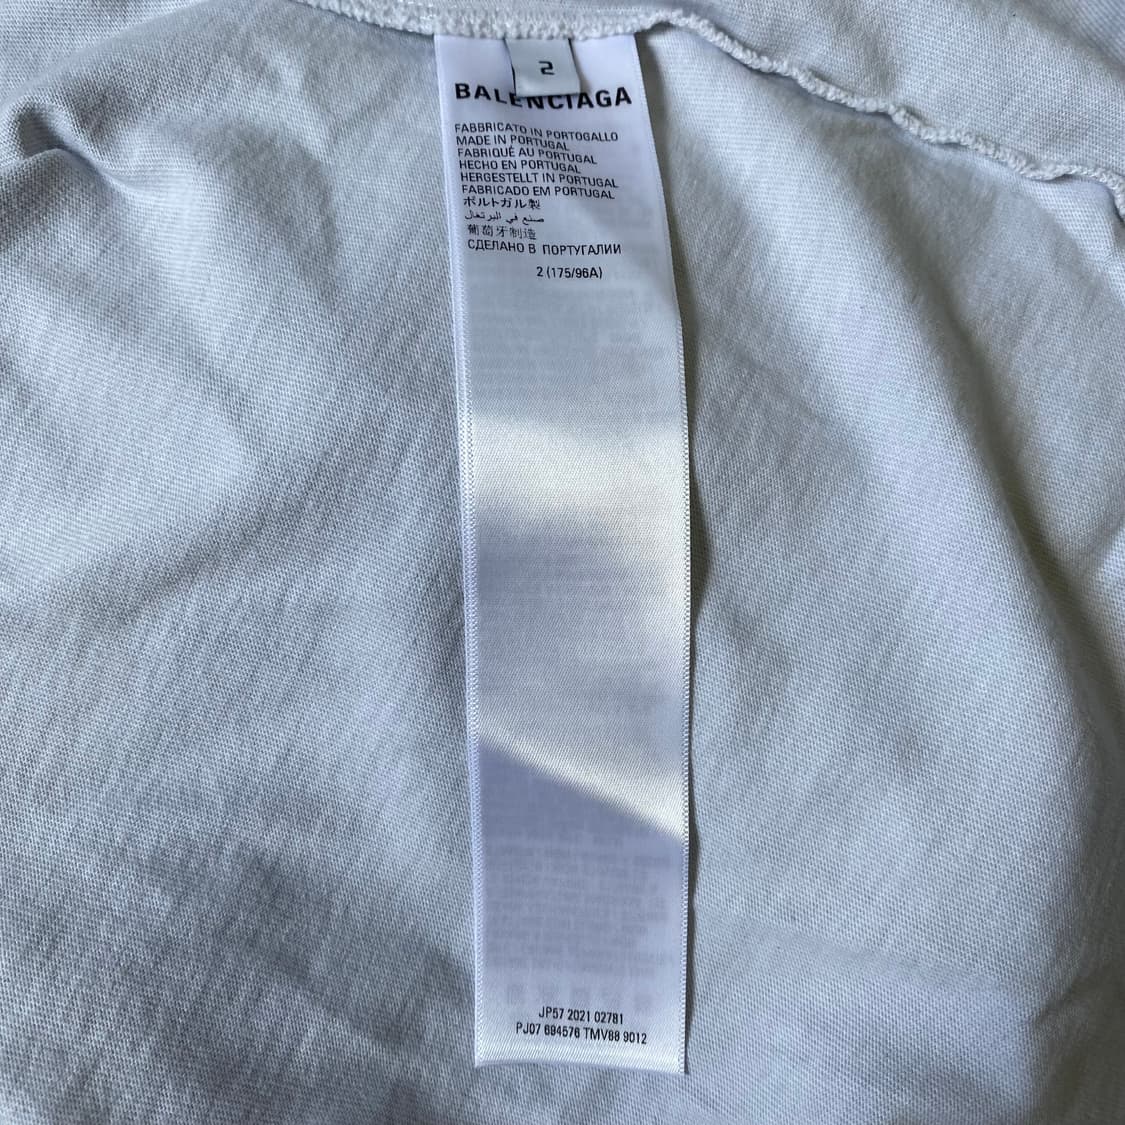 2
BALENCIAGA
FABBRICATO IN PORTOGALLO
MADE IN PORTUGAL
FABRIQUÉ AU PORTUGAL
HECHO EN PORTUGAL
HERGESTELLT IN PORTUGAL
FABRICADO EM PORTUGAL
ポルトガル製
صنع في البرتغال
葡萄牙制造
СДЕЛАНО В ПОРТУГАЛИИ
2 (175/96A)
JP57 2021 02781
PJ07 694576 TMV88 9012